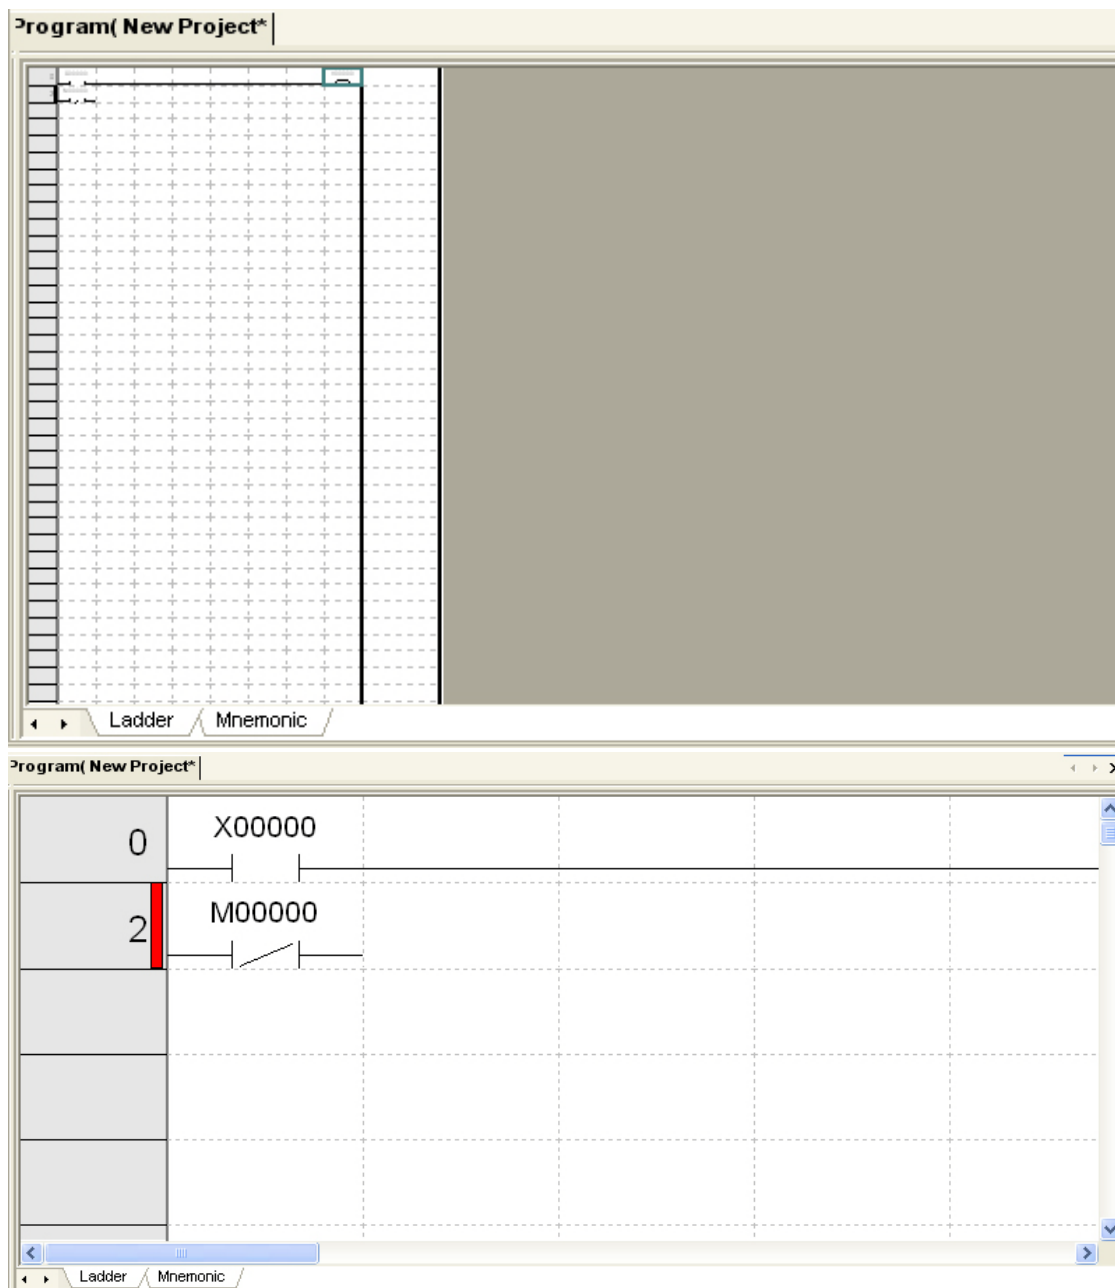 Program( New Project*
Ladder Mnemonic
Program( New Project*
0 X00000
2 M00000
Ladder Mnemonic